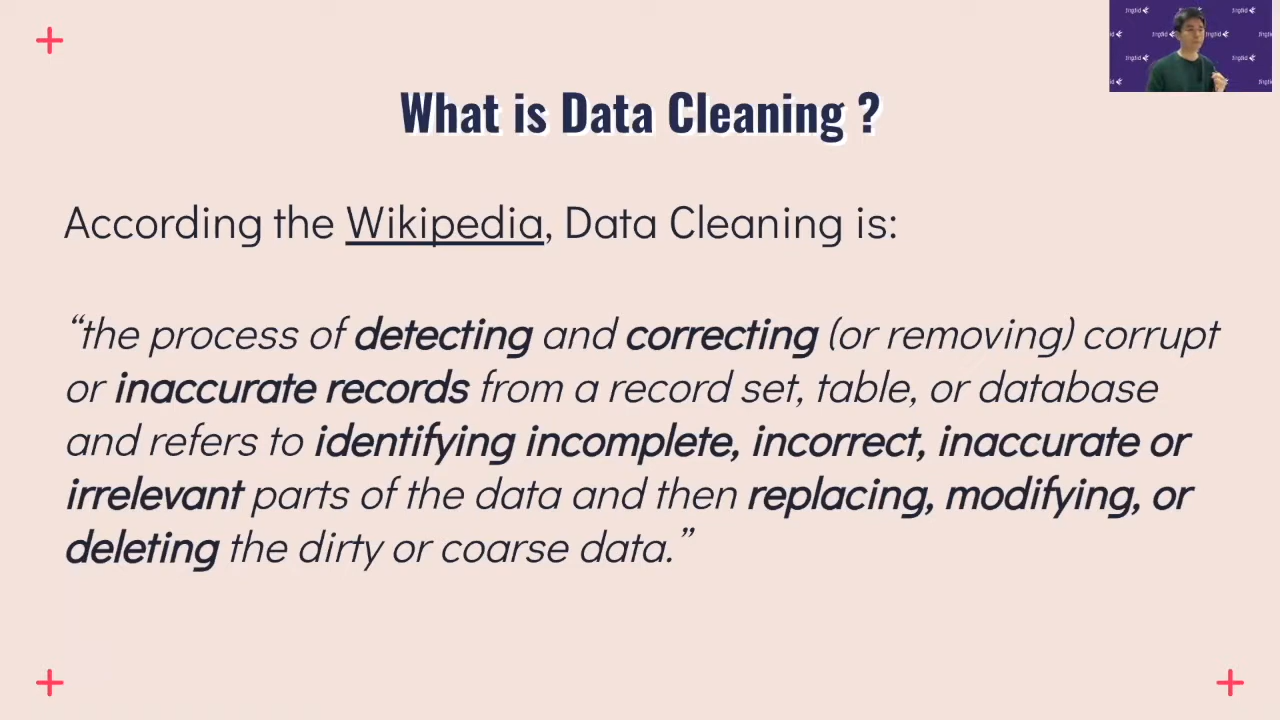 What is Data Cleaning ?
According the Wikipedia, Data Cleaning is:
“the process of detecting and correcting (or removing) corrupt
or inaccurate records from a record set, table, or database
and refers to identifying incomplete, incorrect, inaccurate or
irrelevant parts of the data and then replacing, modifying, or
deleting the dirty or coarse data.”